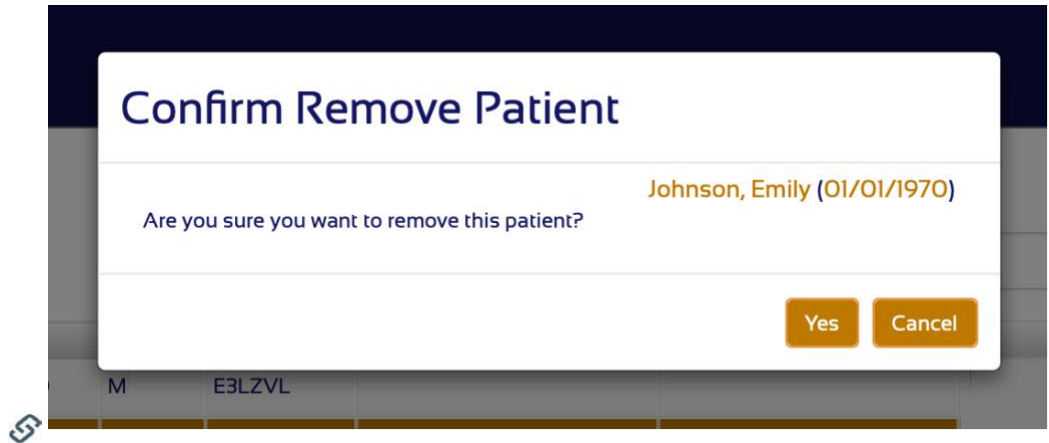 Confirm Remove Patient
Johnson, Emily (01/01/1970)
Are you sure you want to remove this patient?
Yes Cancel
M E3LZVL